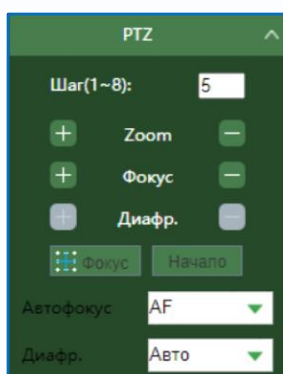 PTZ
Шаг(1~8): 5
+ Zoom −
+ Фокус −
+ Диафр. −
Фокус Начало
Автофокус AF
Диафр. Авто